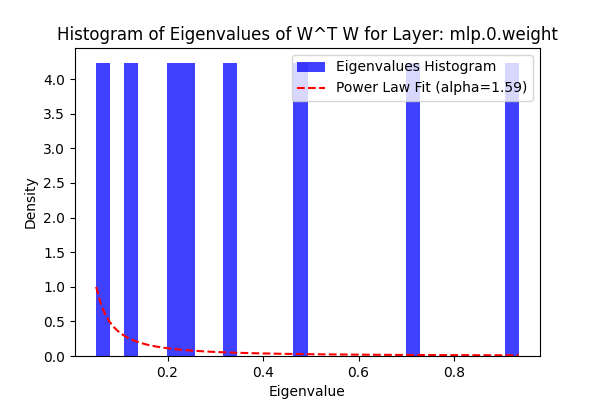 Histogram of Eigenvalues of W^T W for Layer: mlp.0.weight
Eigenvalues Histogram
Power Law Fit (alpha=1.59)
Density
4.0
3.5
3.0
2.5
2.0
1.5
1.0
0.5
0.0
0.2 0.4 0.6 0.8
Eigenvalue